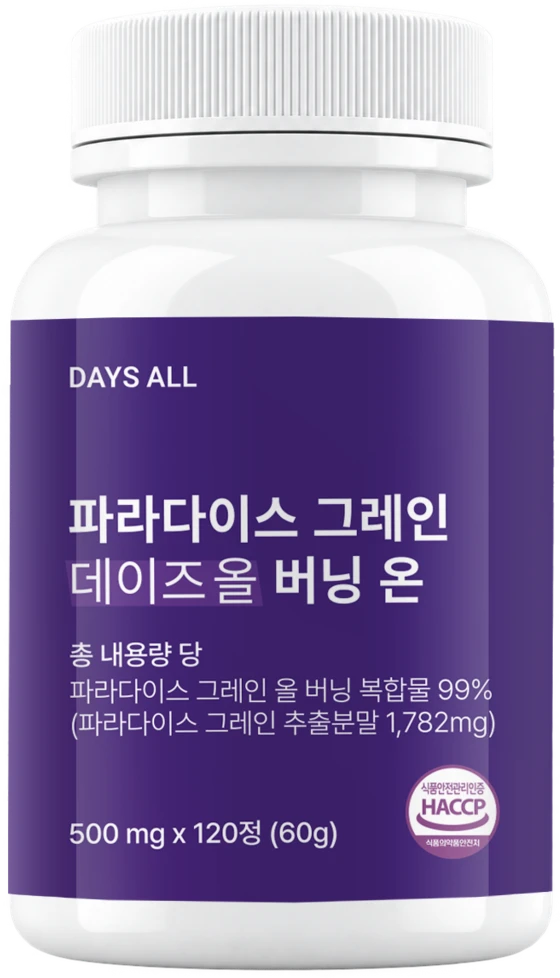 DAYS ALL
파라다이스 그레인
데이즈올 버닝 온
총 내용량 당
파라다이스 그레인 올 버닝 복합물 99%
(파라다이스 그레인 추출분말 1,782mg)
500 mg x 120정 (60g)
식품안전관리인증
HACCP
식품의약품안전처